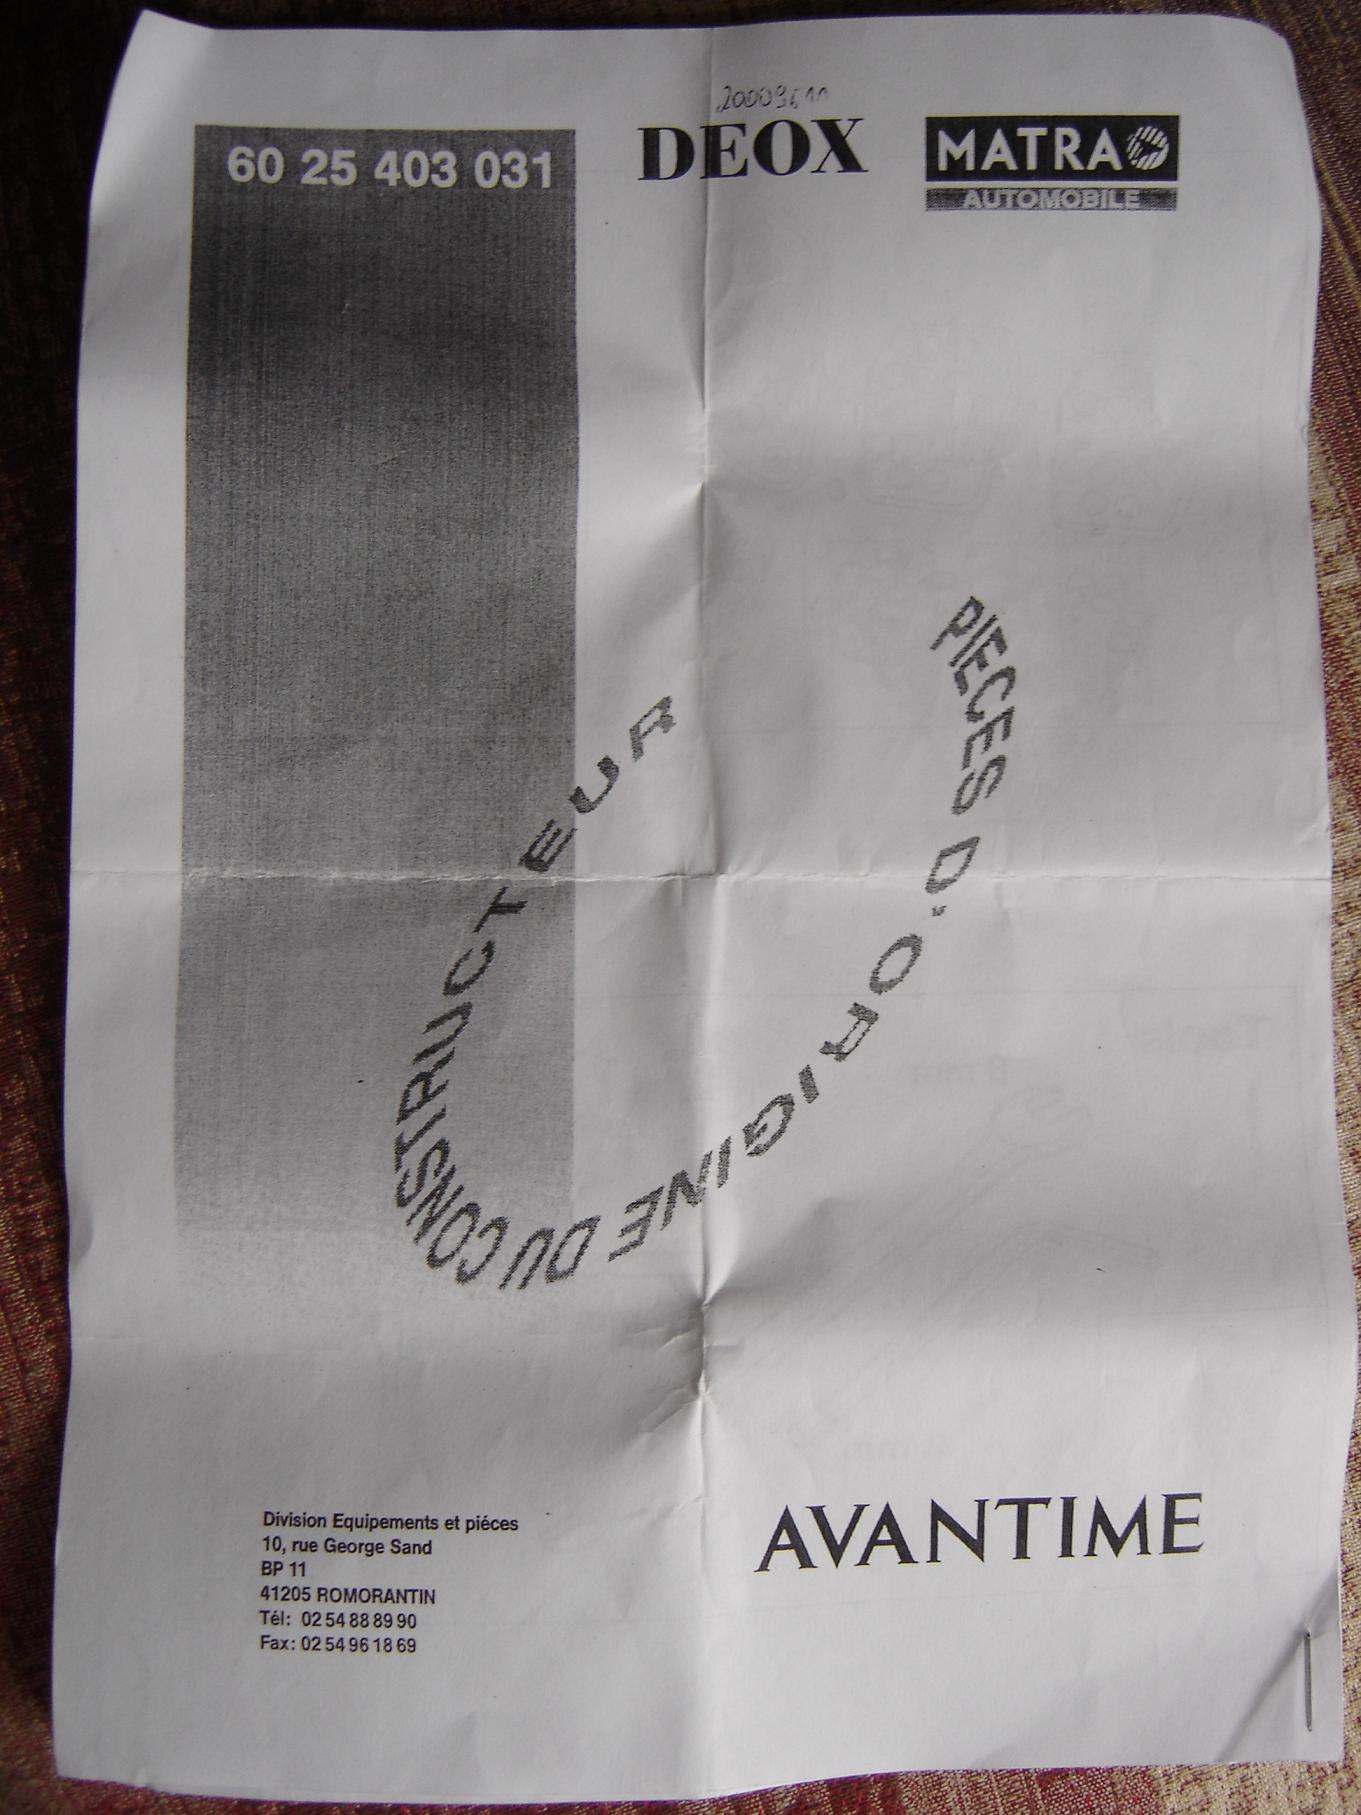 60 25 403 031
DEOX
MATRA
AUTOMOBILE
PIECES D'ORIGINE DU CONSTRUCTEUR
Division Equipements et piéces
10, rue George Sand
BP 11
41205 ROMORANTIN
Tél: 02 54 88 89 90
Fax: 02 54 96 18 69
AVANTIME